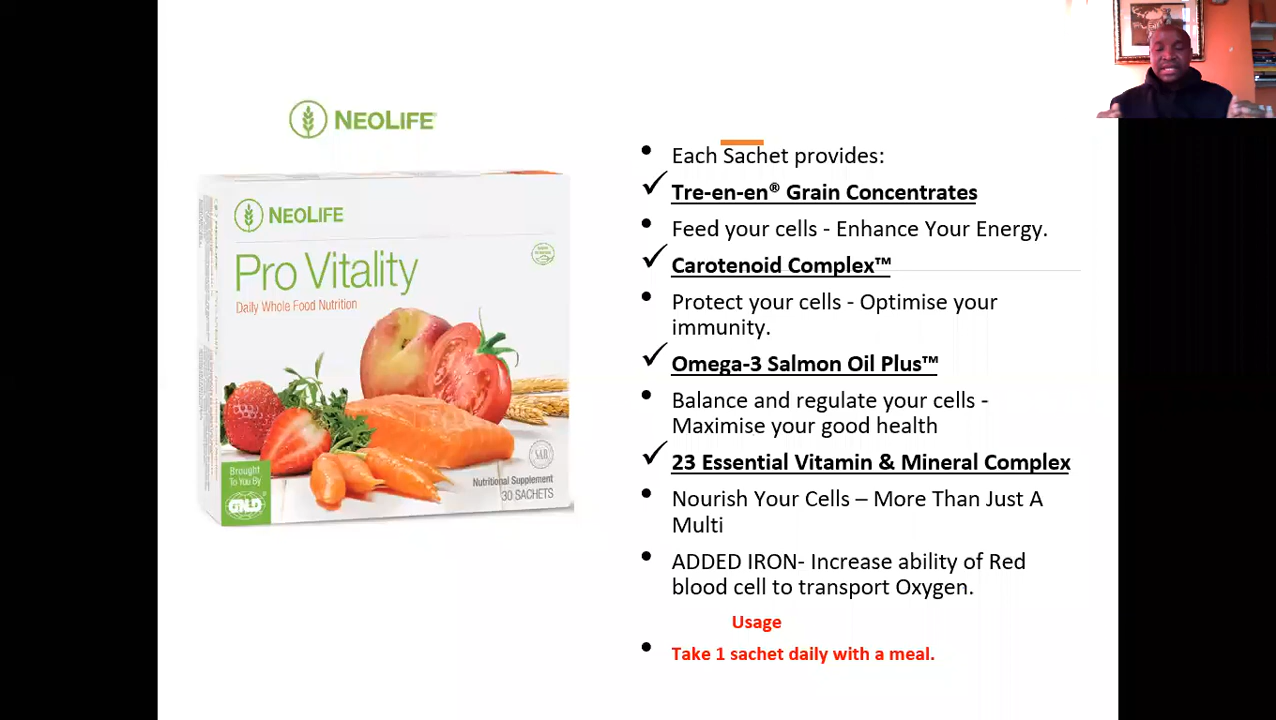 NEOLIFE
NEOLIFE
Pro Vitality
Daily Whole Food Nutrition
Brought
To You By
GNLD
Nutritional Supplement
30 SACHETS
• Each Sachet provides:
✓ Tre-en-en® Grain Concentrates
• Feed your cells - Enhance Your Energy.
✓ Carotenoid Complex™
• Protect your cells - Optimise your
immunity.
✓ Omega-3 Salmon Oil Plus™
• Balance and regulate your cells -
Maximise your good health
✓ 23 Essential Vitamin & Mineral Complex
• Nourish Your Cells – More Than Just A
Multi
• ADDED IRON- Increase ability of Red
blood cell to transport Oxygen.
Usage
• Take 1 sachet daily with a meal.